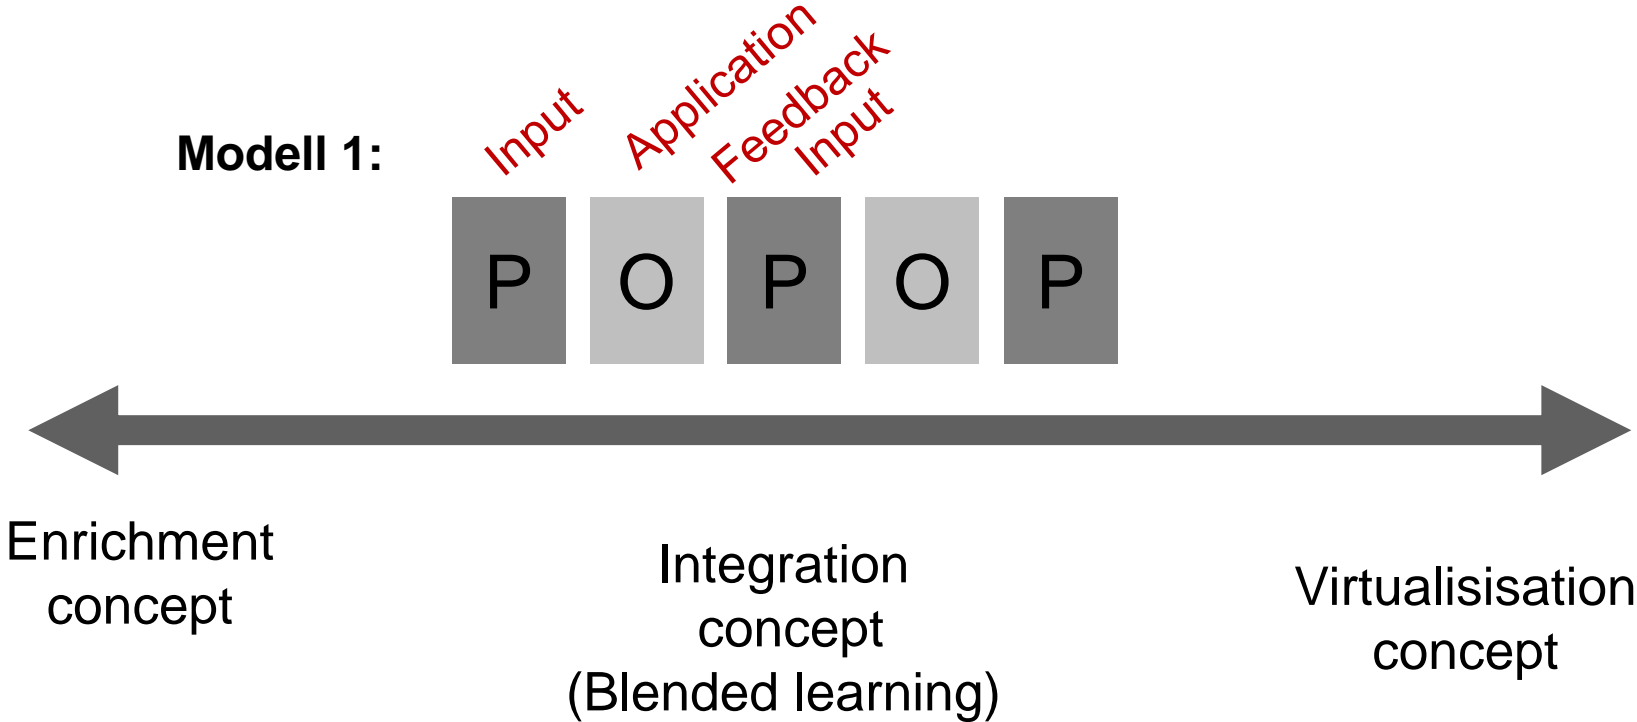 Modell 1:
Input
Application
Feedback
Input
P O P O P
Enrichment
concept
Integration
concept
(Blended learning)
Virtualisisation
concept